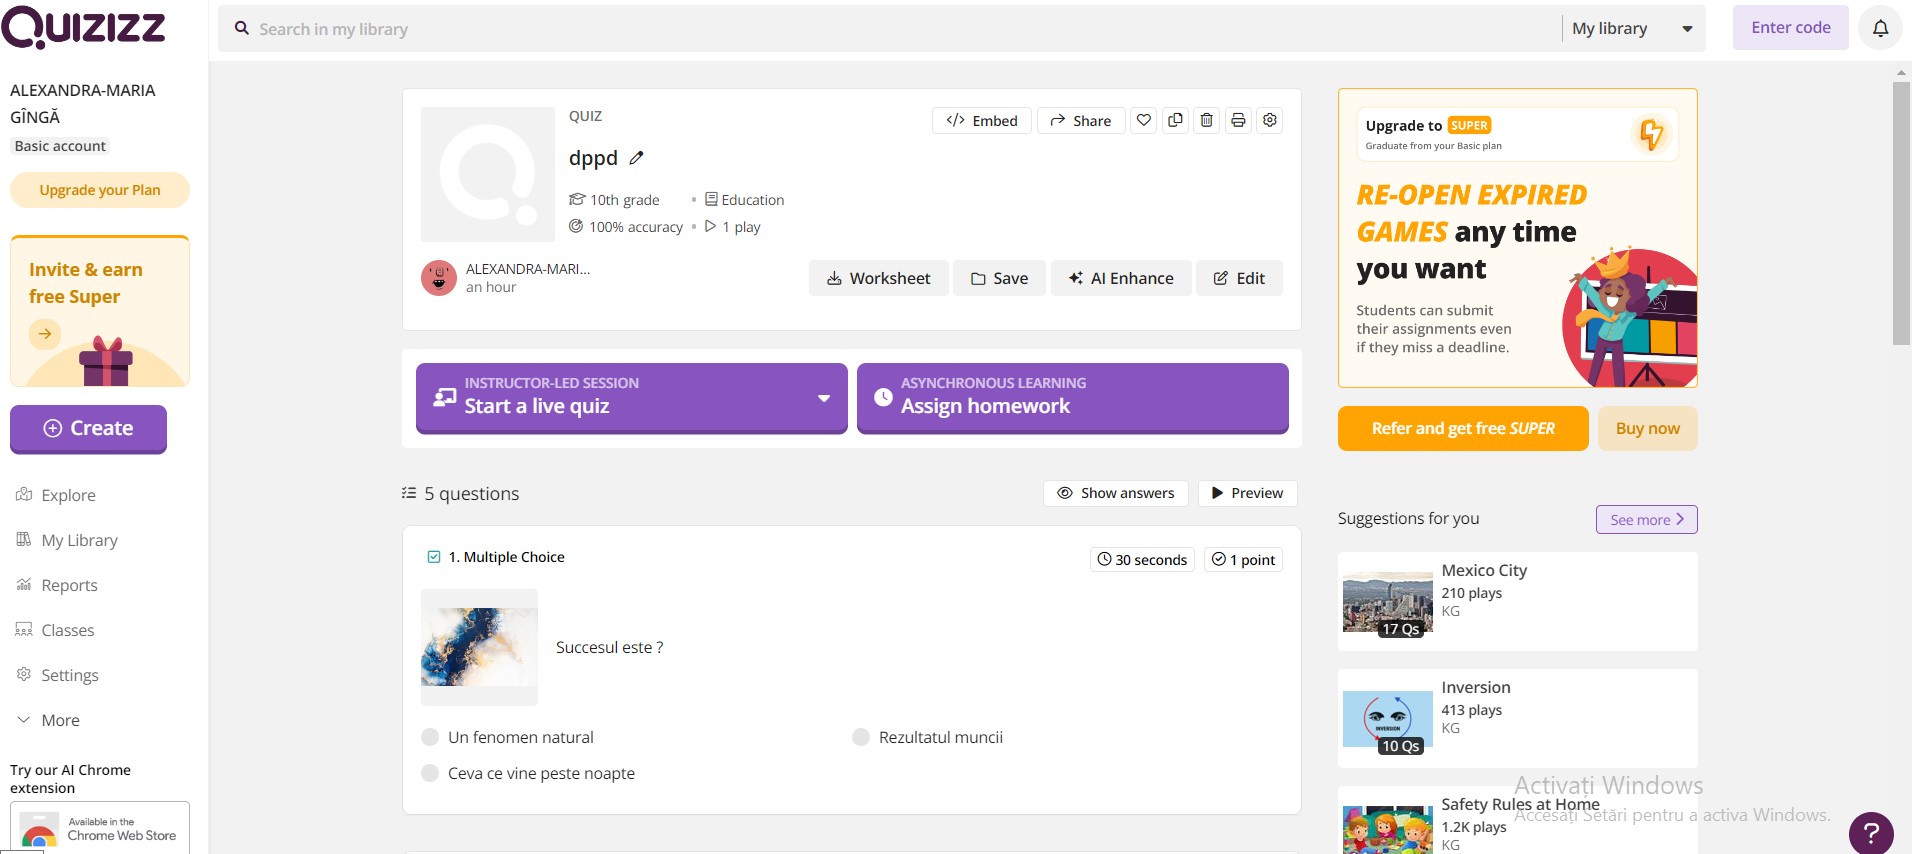 QUIZIZZ
Search in my library
My library
Enter code
ALEXANDRA-MARIA
GÎNGĂ
Basic account
Upgrade your Plan
Invite & earn
free Super
Create
Explore
My Library
Reports
Classes
Settings
More
Try our AI Chrome
extension
Available in the
Chrome Web Store
QUIZ
Embed
Share
dppd
10th grade
Education
100% accuracy
1 play
ALEXANDRA-MARI...
an hour
Worksheet
Save
AI Enhance
Edit
INSTRUCTOR-LED SESSION
Start a live quiz
ASYNCHRONOUS LEARNING
Assign homework
5 questions
Show answers
Preview
1. Multiple Choice
30 seconds
1 point
Succesul este ?
Un fenomen natural
Rezultatul muncii
Ceva ce vine peste noapte
Upgrade to SUPER
Graduate from your Basic plan
RE-OPEN EXPIRED
GAMES any time
you want
Students can submit
their assignments even
if they miss a deadline.
Refer and get free SUPER
Buy now
Suggestions for you
See more
Mexico City
210 plays
KG
17 Qs
Inversion
413 plays
KG
INVERSION
10 Qs
Safety Rules at Home
1.2K plays
KG
Activați Windows
Accesați Setări pentru a activa Windows.
?